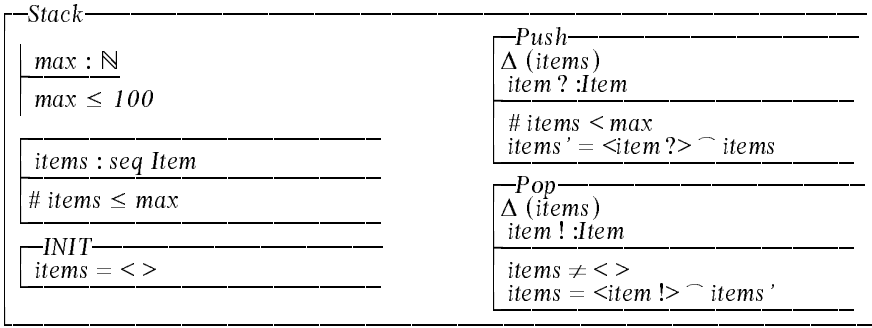 Stack
max : ℕ
max ≤ 100
items : seq Item
# items ≤ max
INIT
items = < >
Push
Δ (items)
item ? :Item
# items < max
items ' = <item ?> ⌒ items
Pop
Δ (items)
item ! :Item
items ≠ < >
items = <item !> ⌒ items '